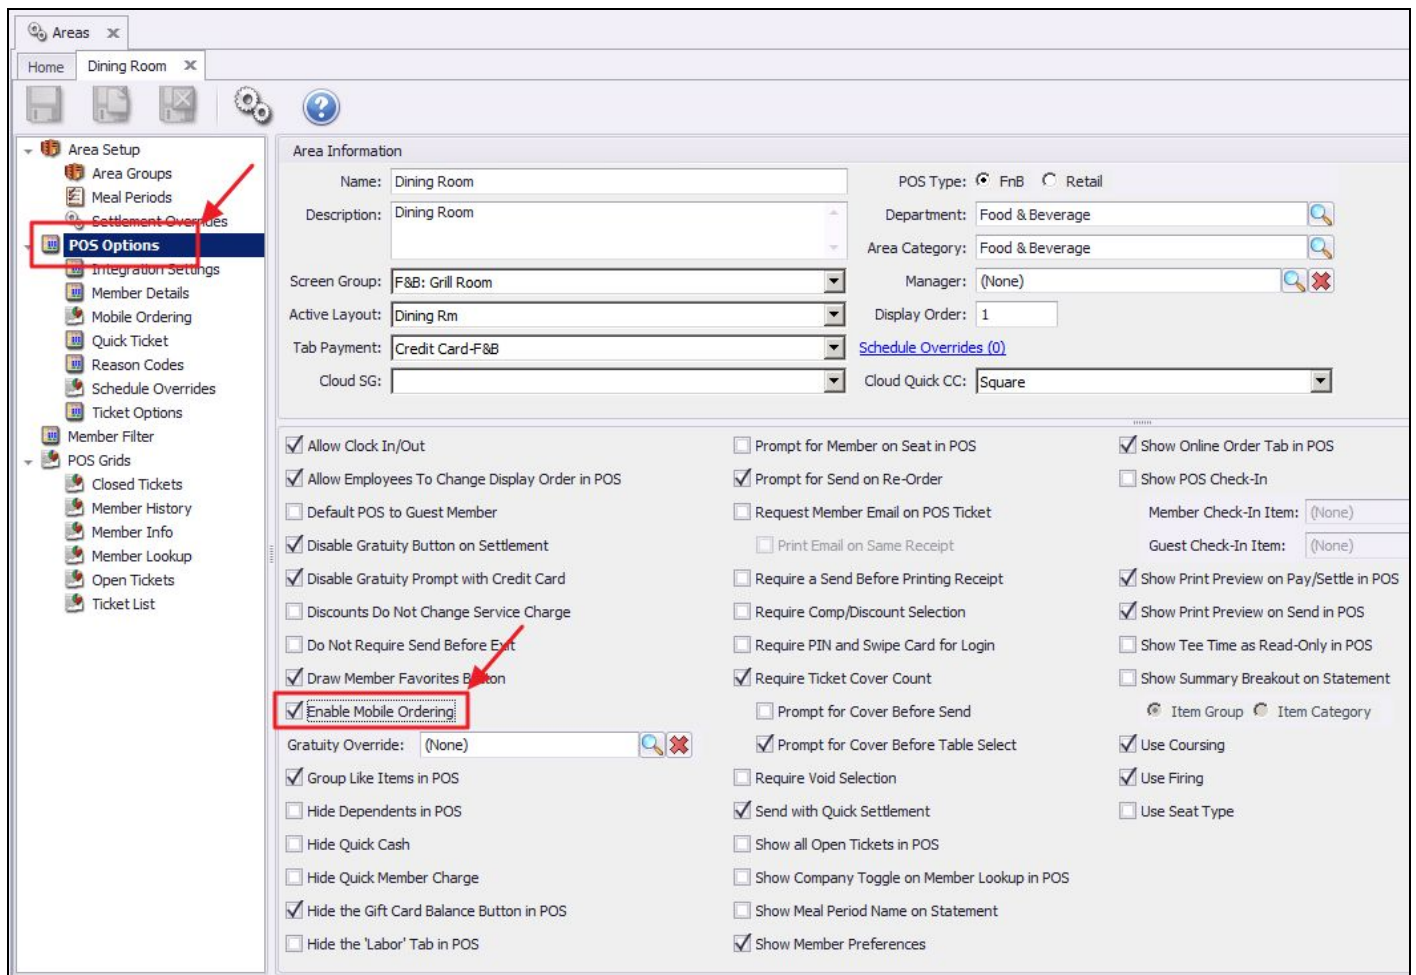 Areas
Home Dining Room
Area Setup
Area Groups
Meal Periods
Settlement Overrides
POS Options
Integration Settings
Member Details
Mobile Ordering
Quick Ticket
Reason Codes
Schedule Overrides
Ticket Options
Member Filter
POS Grids
Closed Tickets
Member History
Member Info
Member Lookup
Open Tickets
Ticket List
Area Information
Name: Dining Room
Description: Dining Room
Screen Group: F&B: Grill Room
Active Layout: Dining Rm
Tab Payment: Credit Card-F&B
Cloud SG:
POS Type: FnB Retail
Department: Food & Beverage
Area Category: Food & Beverage
Manager: (None)
Display Order: 1
Schedule Overrides (0)
Cloud Quick CC: Square
Allow Clock In/Out
Allow Employees To Change Display Order in POS
Default POS to Guest Member
Disable Gratuity Button on Settlement
Disable Gratuity Prompt with Credit Card
Discounts Do Not Change Service Charge
Do Not Require Send Before Exit
Draw Member Favorites Button
Enable Mobile Ordering
Gratuity Override: (None)
Group Like Items in POS
Hide Dependents in POS
Hide Quick Cash
Hide Quick Member Charge
Hide the Gift Card Balance Button in POS
Hide the 'Labor' Tab in POS
Prompt for Member on Seat in POS
Prompt for Send on Re-Order
Request Member Email on POS Ticket
Print Email on Same Receipt
Require a Send Before Printing Receipt
Require Comp/Discount Selection
Require PIN and Swipe Card for Login
Require Ticket Cover Count
Prompt for Cover Before Send
Prompt for Cover Before Table Select
Require Void Selection
Send with Quick Settlement
Show all Open Tickets in POS
Show Company Toggle on Member Lookup in POS
Show Meal Period Name on Statement
Show Member Preferences
Show Online Order Tab in POS
Show POS Check-In
Member Check-In Item: (None)
Guest Check-In Item: (None)
Show Print Preview on Pay/Settle in POS
Show Print Preview on Send in POS
Show Tee Time as Read-Only in POS
Show Summary Breakout on Statement
Item Group Item Category
Use Coursing
Use Firing
Use Seat Type